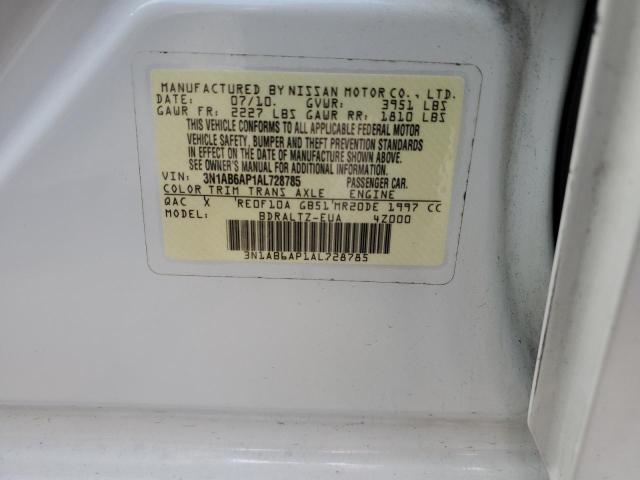 MANUFACTURED BY NISSAN MOTOR CO., LTD.
DATE: 07/10. GVWR: 3951 LBS
GAWR FR: 2227 LBS GAWR RR: 1810 LBS
THIS VEHICLE CONFORMS TO ALL APPLICABLE FEDERAL MOTOR
VEHICLE SAFETY, BUMPER AND THEFT PREVENTION STANDARDS
IN EFFECT ON THE DATE OF MANUFACTURE SHOWN ABOVE.
SEE OWNER'S MANUAL FOR ADDITIONAL INFORMATION
VIN: 3N1AB6AP1AL728785 PASSENGER CAR.
COLOR TRIM TRANS AXLE ENGINE
QAC X RE0F10A GB51 MR20DE 1997 CC
MODEL: BDRALTZ-EUA 4Z000
3N1AB6AP1AL728785